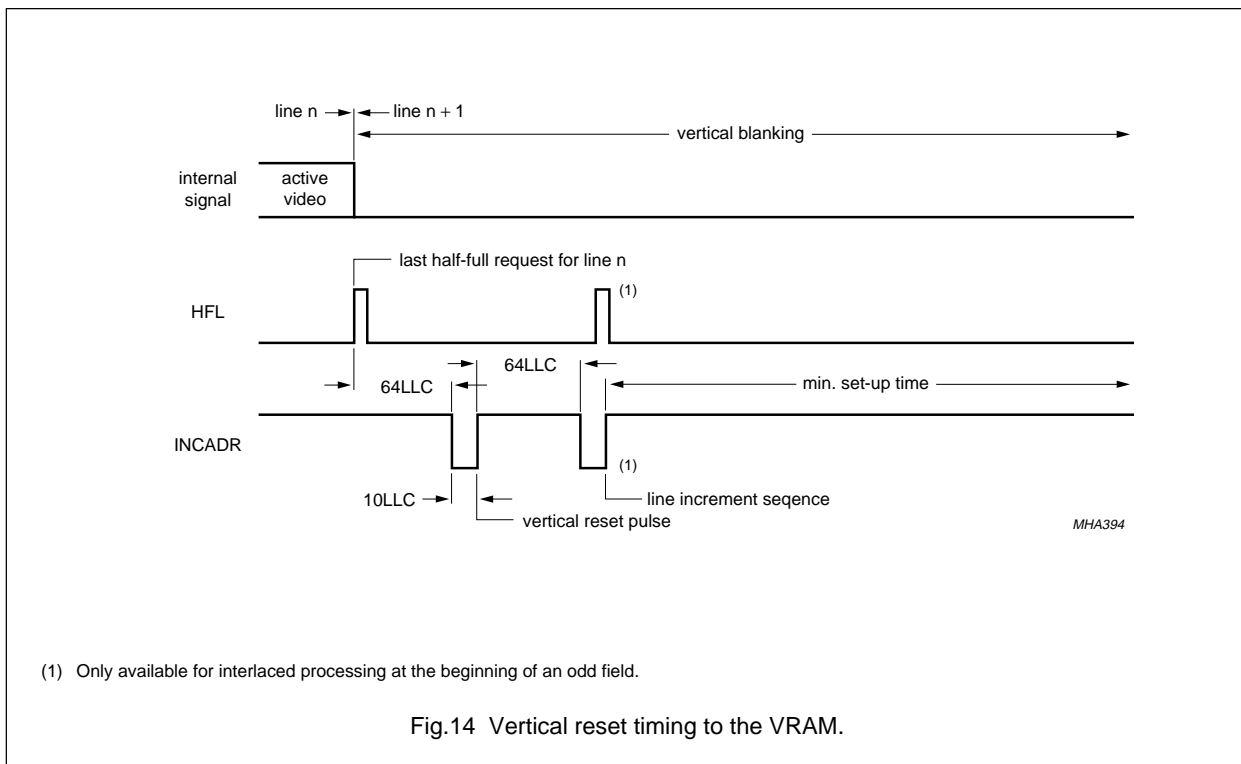 line n
line n + 1
vertical blanking
internal
signal
active
video
last half-full request for line n
HFL
(1)
64LLC
64LLC
min. set-up time
INCADR
(1)
10LLC
line increment seqence
vertical reset pulse
MHA394
(1) Only available for interlaced processing at the beginning of an odd field.
Fig.14 Vertical reset timing to the VRAM.